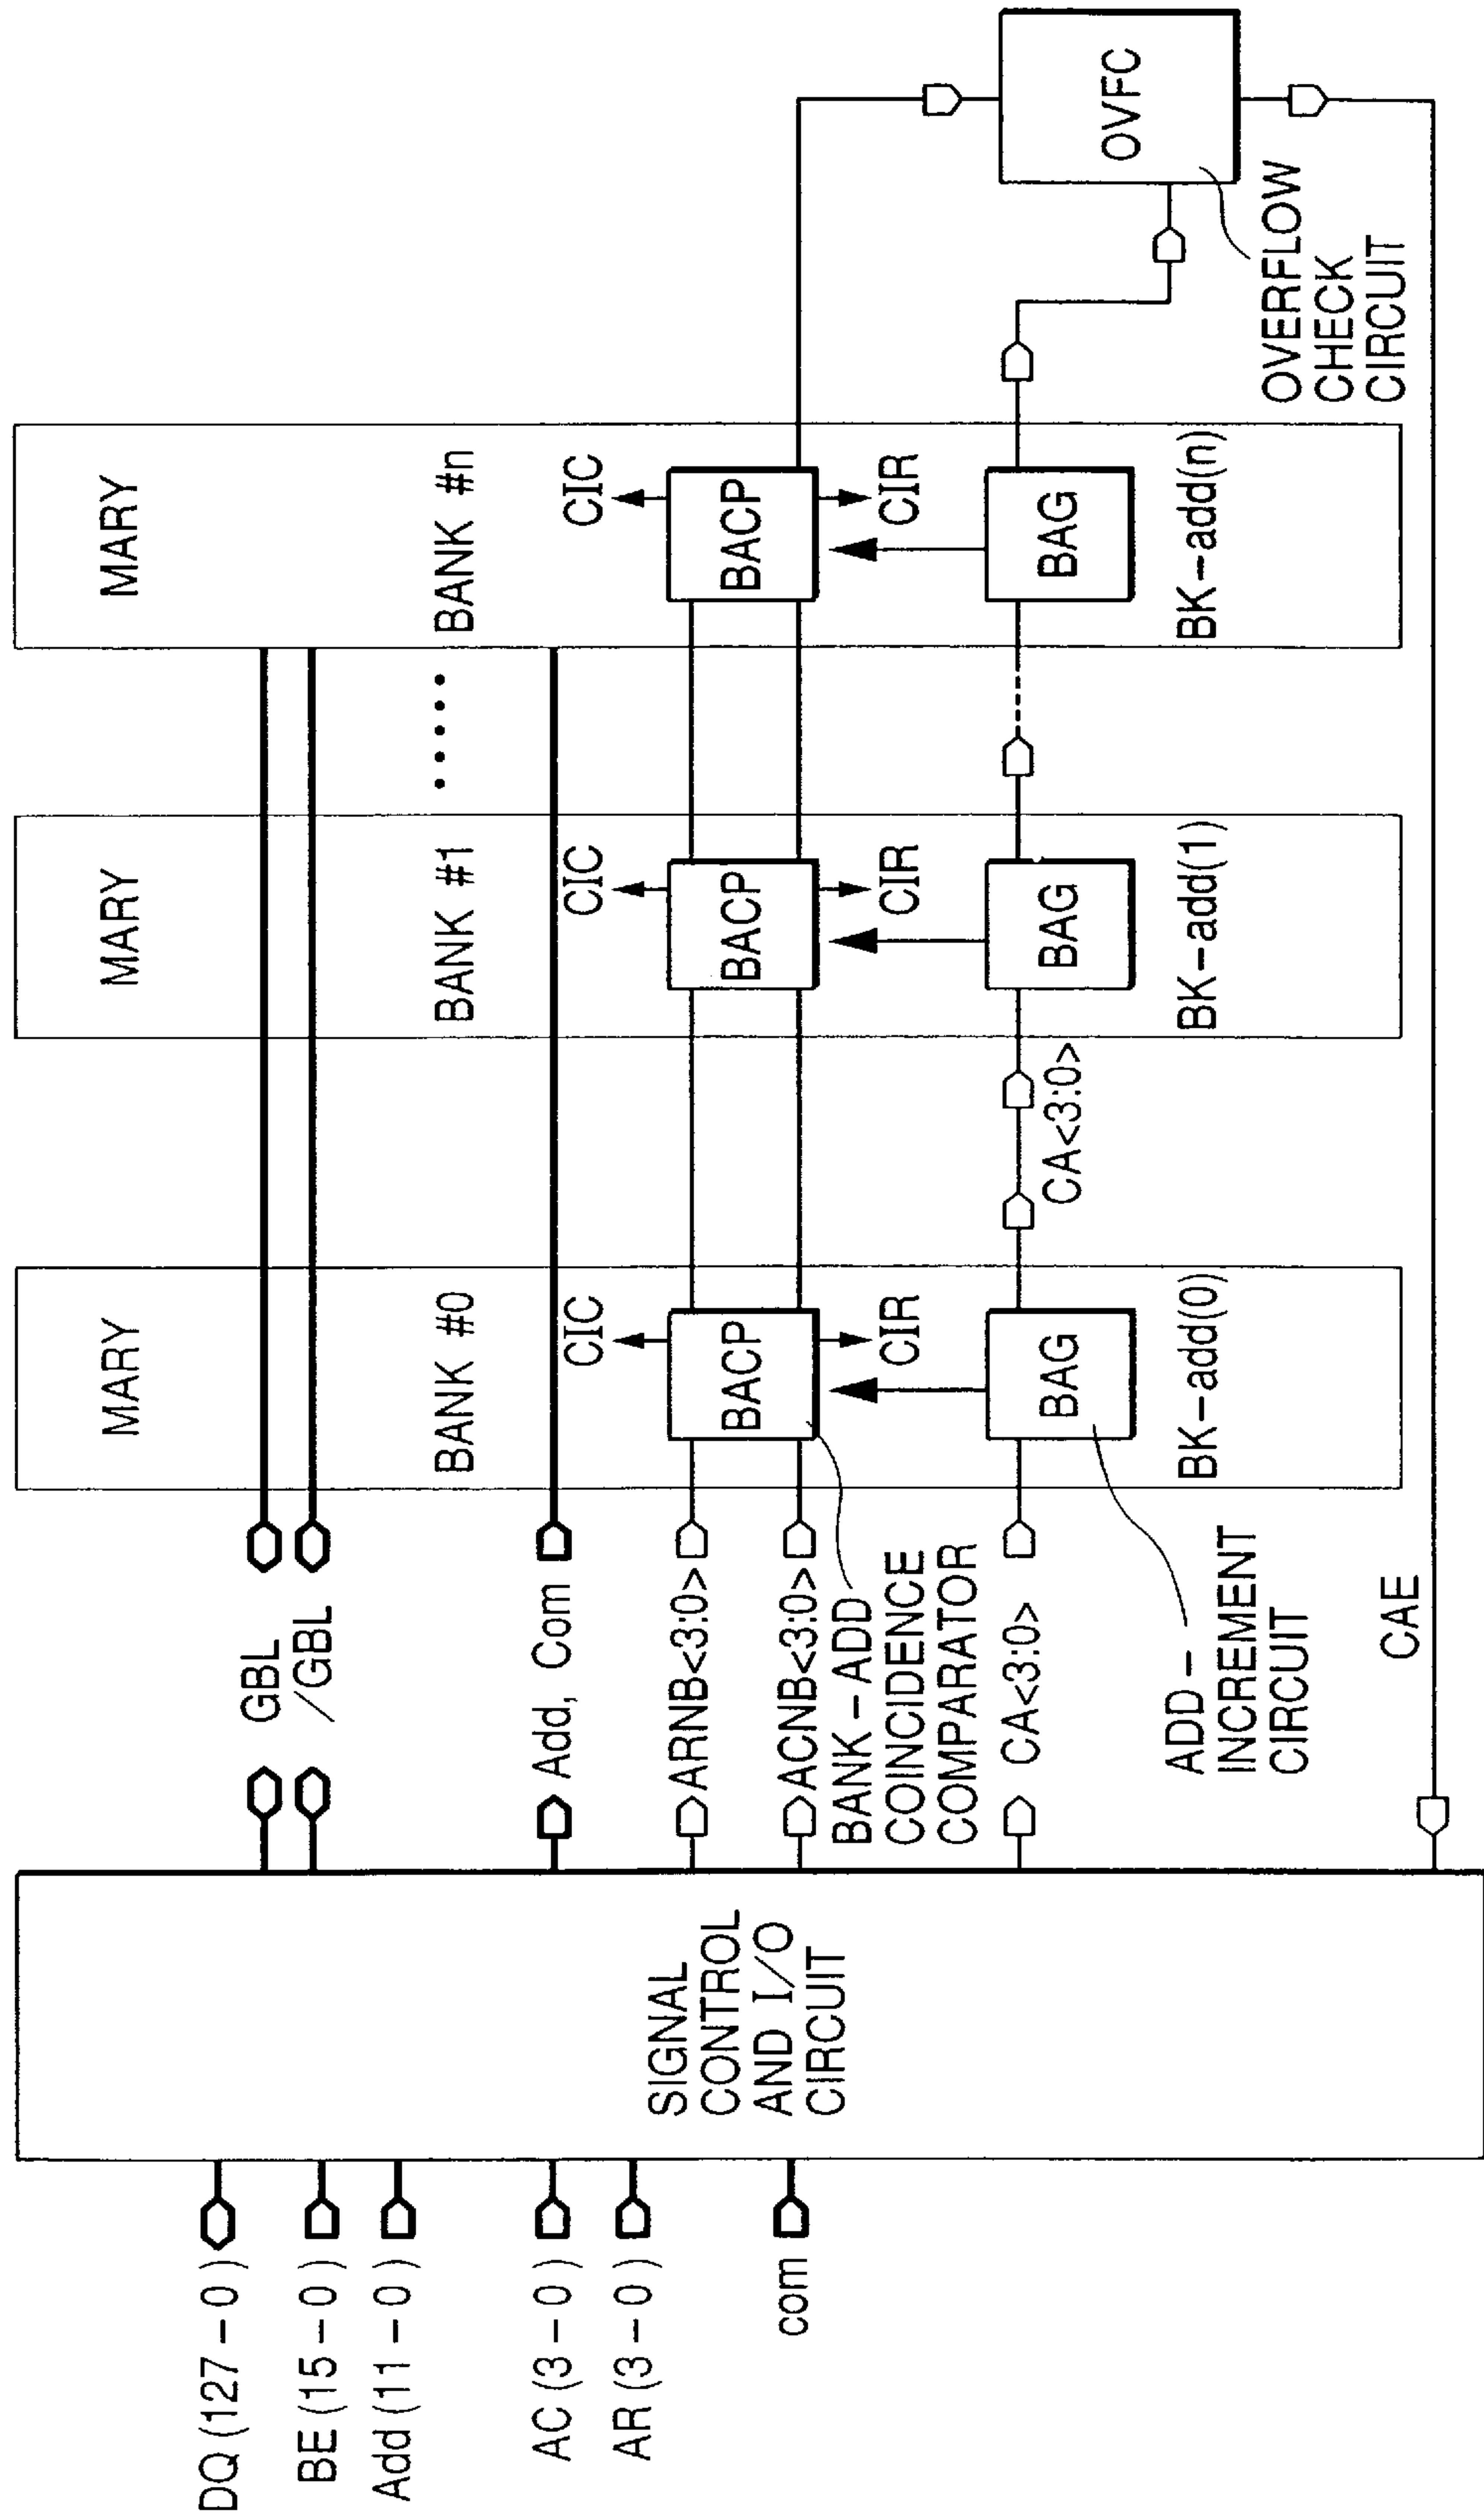 DQ (127-0)
BE (15-0)
Add (11-0)
AC (3-0)
AR (3-0)
com
SIGNAL
CONTROL
AND I/O
CIRCUIT
GBL
/GBL
Add, Com
ARNB<3:0>
ACNB<3:0>
BANK-ADD
COINCIDENCE
COMPARATOR
CA<3:0>
ADD-
INCREMENT
CIRCUIT
CAE
MARY
BANK #0
CIC
BACP
CIR
BAG
BK-add(0)
CA<3:0>
MARY
BANK #1
CIC
BACP
CIR
BAG
BK-add(1)
.....
MARY
BANK #n
CIC
BACP
CIR
BAG
BK-add(n)
OVFC
OVERFLOW
CHECK
CIRCUIT